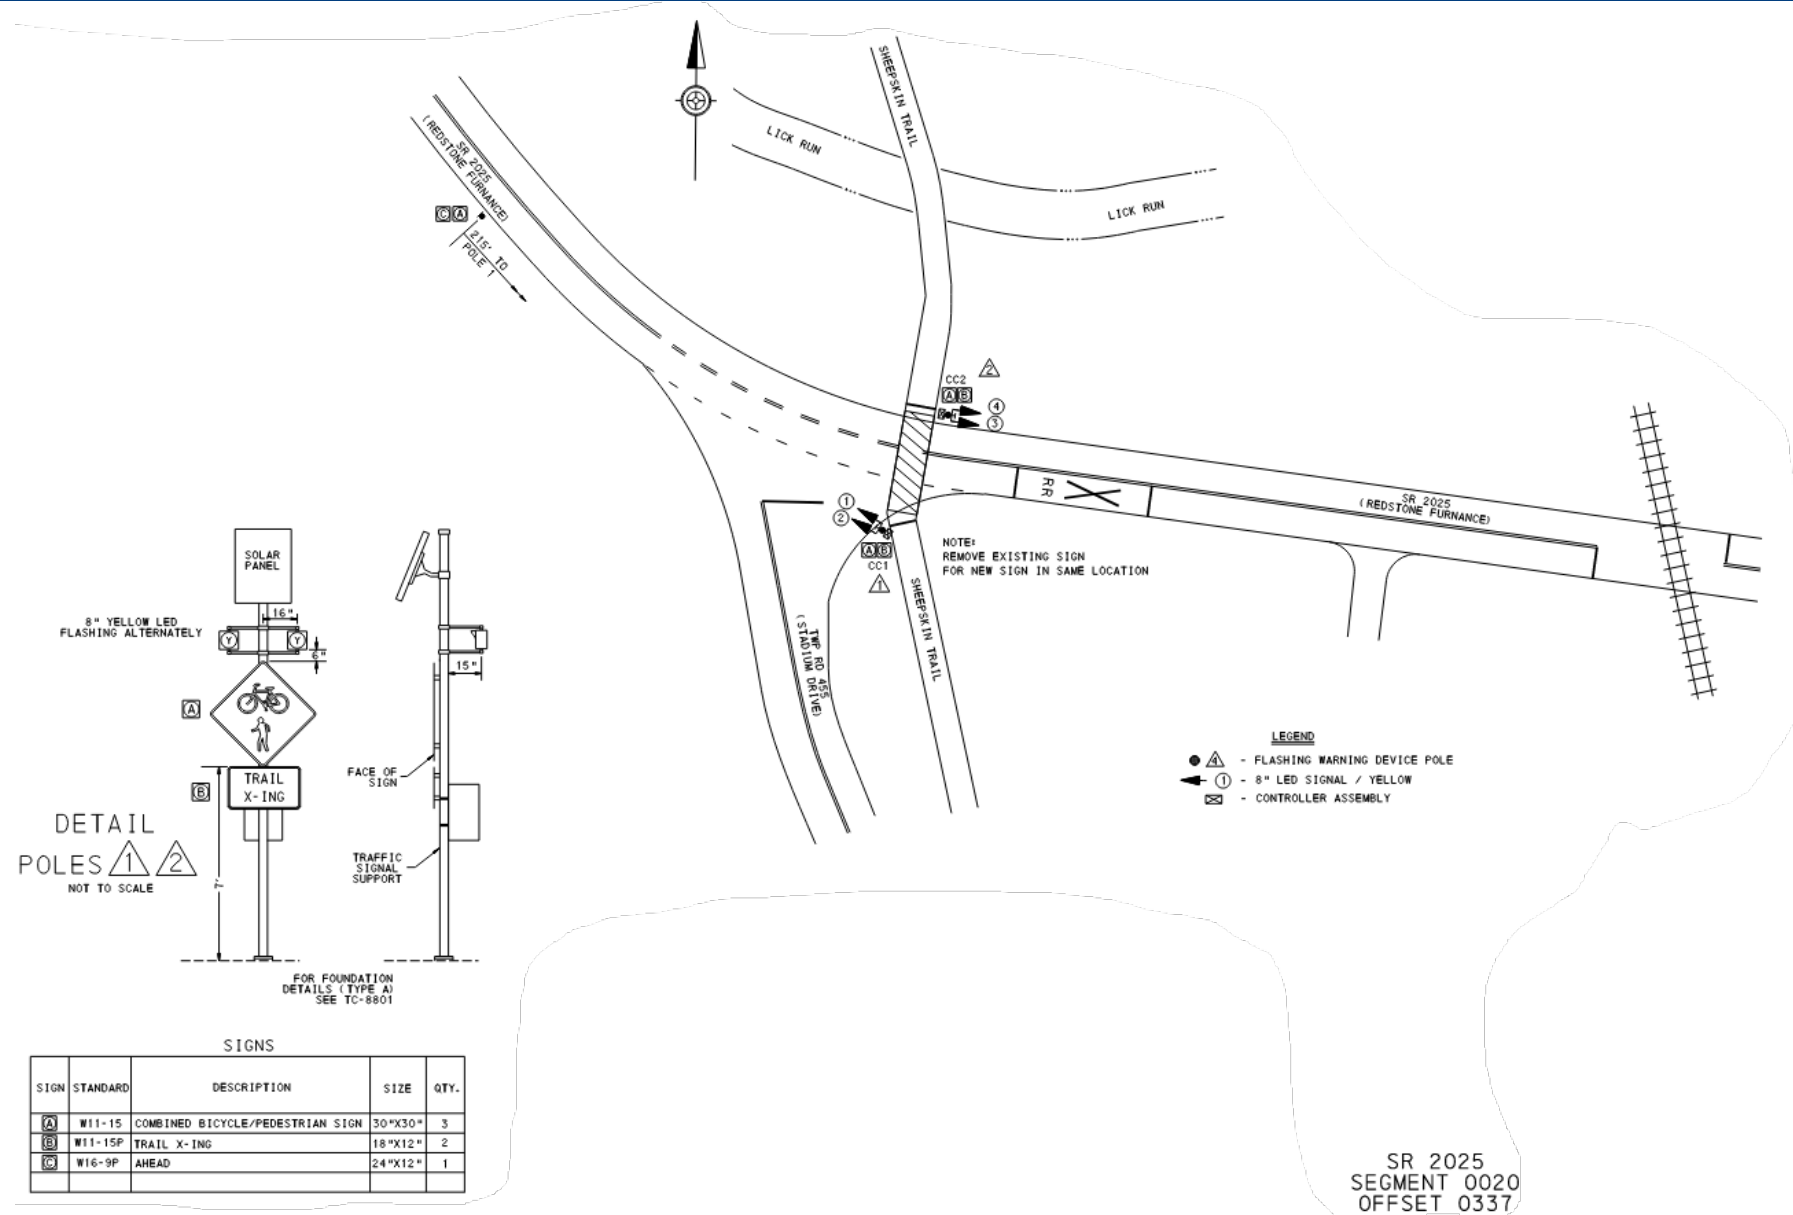 SHEEPSKIN TRAIL
LICK RUN
LICK RUN
SR 2025
(REDSTONE FURNANCE)
C A
215' TO
POLE 1
CC2
2
A B
4
3
1
2
A B
CC1
1
RR
SR 2025
(REDSTONE FURNANCE)
NOTE:
REMOVE EXISTING SIGN
FOR NEW SIGN IN SAME LOCATION
SHEEPSKIN TRAIL
TWP RD 455
(STADIUM DRIVE)
SOLAR
PANEL
16"
8" YELLOW LED
FLASHING ALTERNATELY
Y Y
6"
15"
A
FACE OF
SIGN
B
TRAIL
X-ING
DETAIL
POLES 1 2
NOT TO SCALE
7'
TRAFFIC
SIGNAL
SUPPORT
FOR FOUNDATION
DETAILS (TYPE A)
SEE TC-8801
LEGEND
4 - FLASHING WARNING DEVICE POLE
1 - 8" LED SIGNAL / YELLOW
- CONTROLLER ASSEMBLY
SIGNS
SIGN STANDARD DESCRIPTION SIZE QTY.
A W11-15 COMBINED BICYCLE/PEDESTRIAN SIGN 30"X30" 3
B W11-15P TRAIL X-ING 18"X12" 2
C W16-9P AHEAD 24"X12" 1
SR 2025
SEGMENT 0020
OFFSET 0337